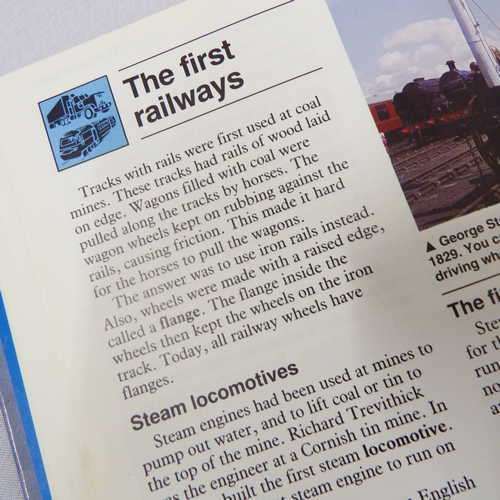 The first
railways
Tracks with rails were first used at coal
mines. These tracks had rails of wood laid
on edge. Wagons filled with coal were
pulled along the tracks by horses. The
wagon wheels kept on rubbing against the
rails, causing friction. This made it hard
for the horses to pull the wagons.
The answer was to use iron rails instead.
Also, wheels were made with a raised edge,
called a flange. The flange inside the
wheels then kept the wheels on the iron
track. Today, all railway wheels have
flanges.
Steam locomotives
Steam engines had been used at mines to
pump out water, and to lift coal or tin to
the top of the mine. Richard Trevithick
was the engineer at a Cornish tin mine. In
built the first steam locomotive.
steam engine to run on
English
▲ George St
1829. You c
driving whe
The fi
Ste
for th
run